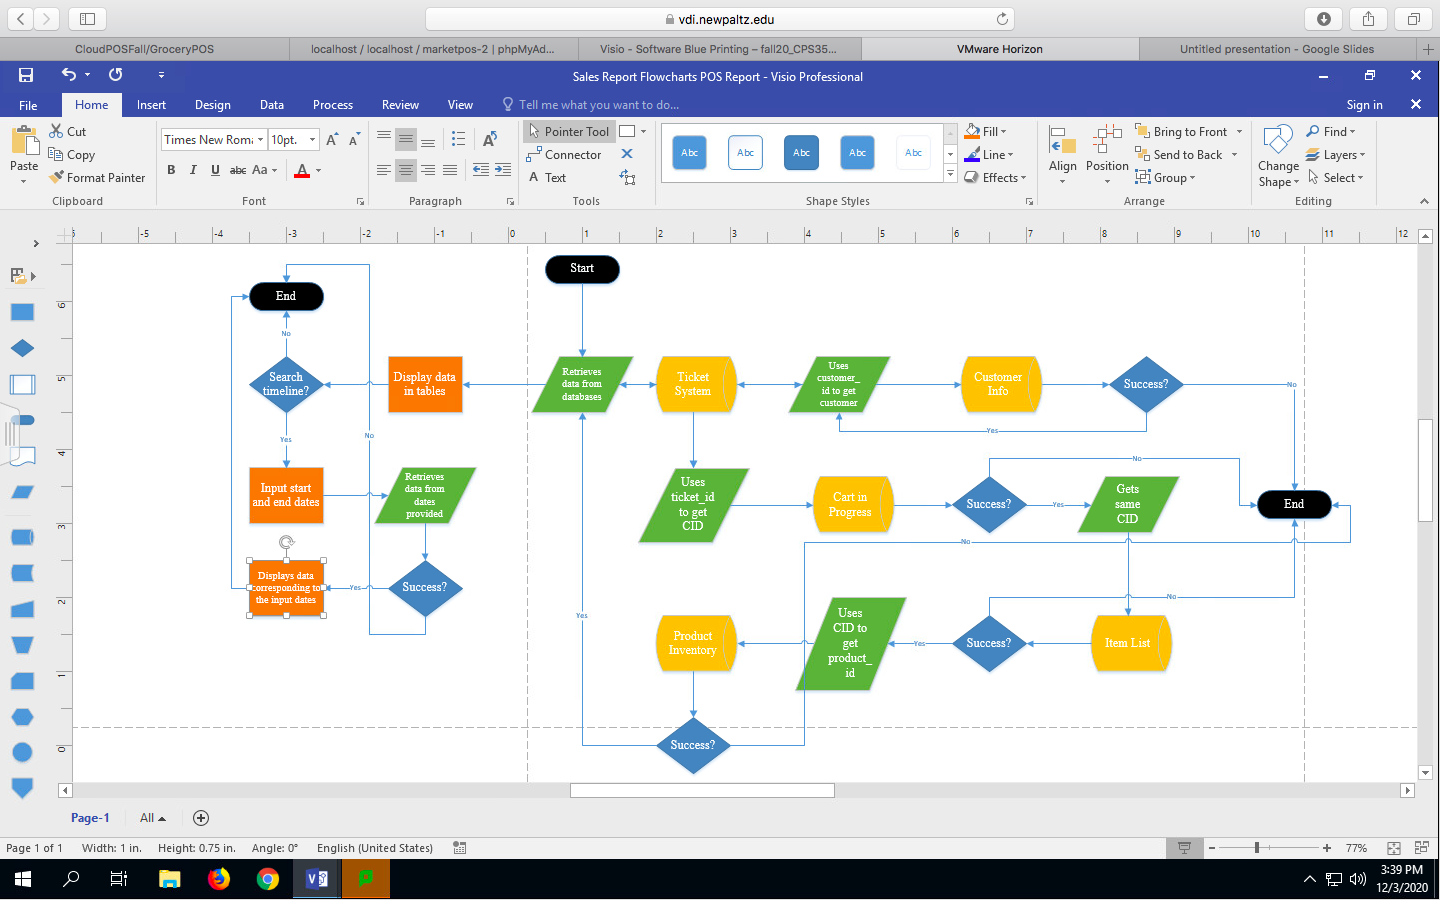 vdi.newpaltz.edu
CloudPOSFall/GroceryPOS
localhost / localhost / marketpos-2 | phpMyAd...
Visio - Software Blue Printing – fall20_CPS35...
VMware Horizon
Untitled presentation - Google Slides
Sales Report Flowcharts POS Report - Visio Professional
File
Home
Insert
Design
Data
Process
Review
View
Tell me what you want to do...
Sign in
Paste
Cut
Copy
Format Painter
Clipboard
Times New Roma
10pt.
A
A
B
I
U
abc
Aa
A
Font
A
Paragraph
Pointer Tool
Connector
A Text
Tools
Abc
Abc
Abc
Abc
Abc
Shape Styles
Fill
Line
Effects
Align
Position
Bring to Front
Send to Back
Group
Arrange
Change
Shape
Find
Layers
Select
Editing
-5 -4 -3 -2 -1 0 1 2 3 4 5 6 7 8 9 10 11 12
6
5
4
3
2
1
0
Start
End
No
Search
timeline?
Display data
in tables
Retrieves
data from
databases
Ticket
System
Uses
customer_
id to get
customer
Customer
Info
Success?
No
Yes
Yes
No
Input start
and end dates
Retrieves
data from
dates
provided
Uses
ticket_id
to get
CID
Cart in
Progress
Success?
No
Yes
Gets
same
CID
End
No
Displays data
corresponding to
the input dates
Yes
Success?
Yes
Product
Inventory
Uses
CID to
get
product_
id
Yes
Success?
No
Item List
Success?
Page-1
All
Page 1 of 1
Width: 1 in.
Height: 0.75 in.
Angle: 0°
English (United States)
77%
3:39 PM
12/3/2020